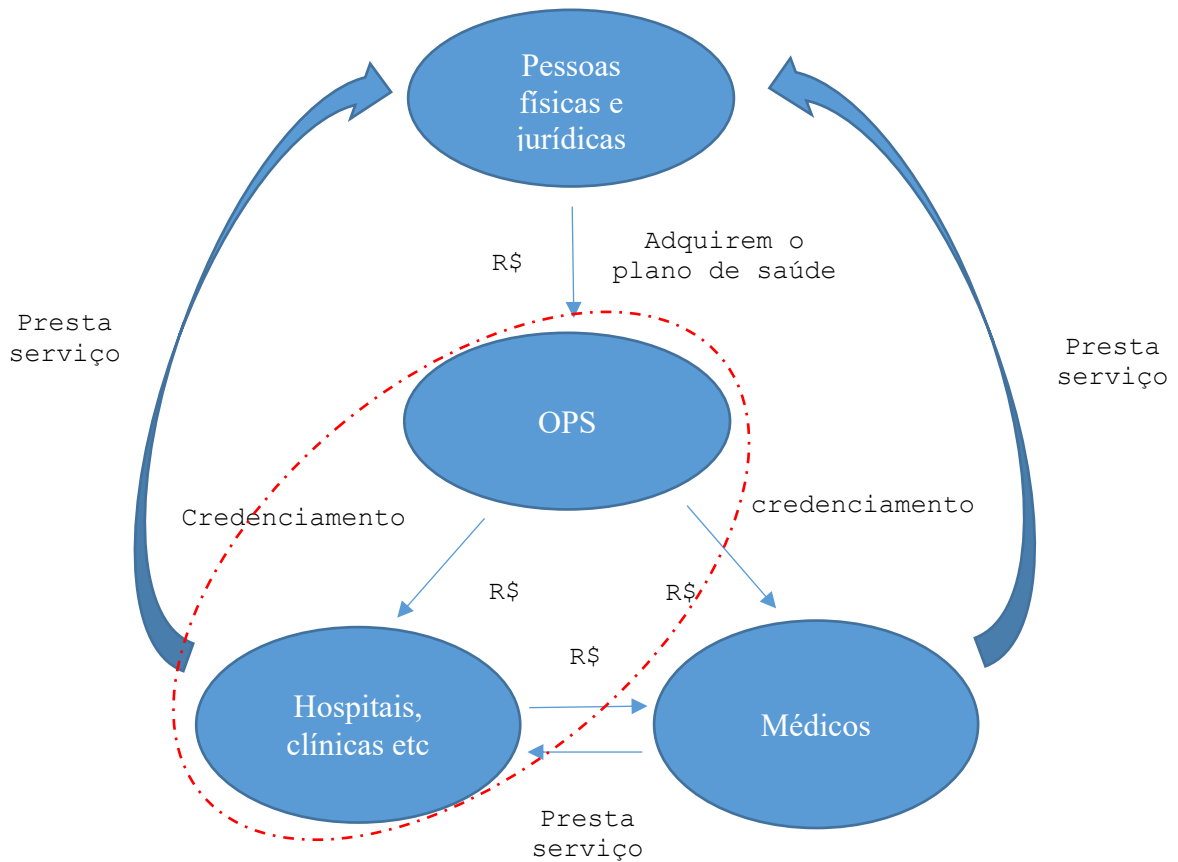 Pessoas
físicas e
jurídicas
R$
Adquirem o
plano de saúde
Presta
serviço
Presta
serviço
OPS
Credenciamento
credenciamento
R$
R$
R$
Hospitais,
clínicas etc
Médicos
Presta
serviço